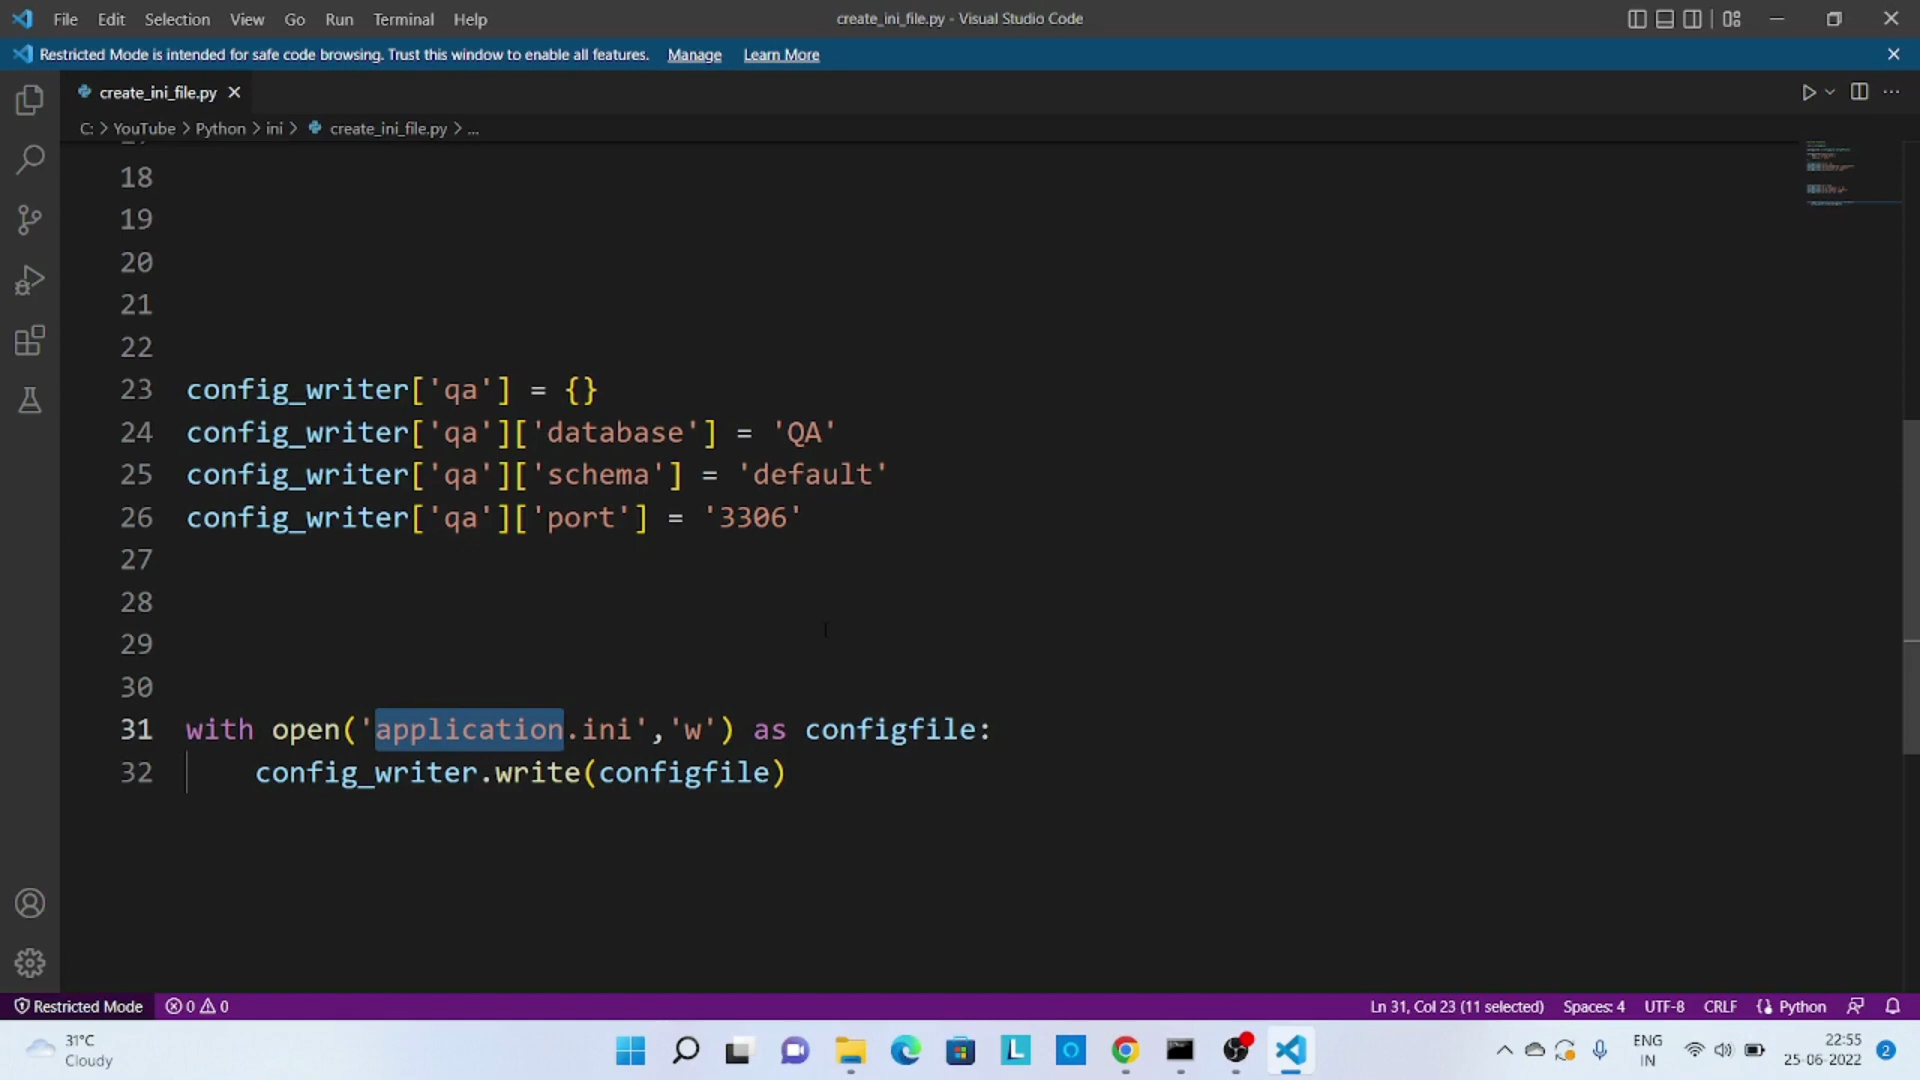 File Edit Selection View Go Run Terminal Help
create_ini_file.py - Visual Studio Code
Restricted Mode is intended for safe code browsing. Trust this window to enable all features. Manage Learn More
create_ini_file.py
C: > YouTube > Python > ini > create_ini_file.py > ...
18
19
20
21
22
23 config_writer['qa'] = {}
24 config_writer['qa']['database'] = 'QA'
25 config_writer['qa']['schema'] = 'default'
26 config_writer['qa']['port'] = '3306'
27
28
29
30
31 with open('application.ini','w') as configfile:
32 config_writer.write(configfile)
Restricted Mode 0 0 Ln 31, Col 23 (11 selected) Spaces: 4 UTF-8 CRLF Python
31°C
Cloudy
ENG
IN
22:55
25-06-2022
2